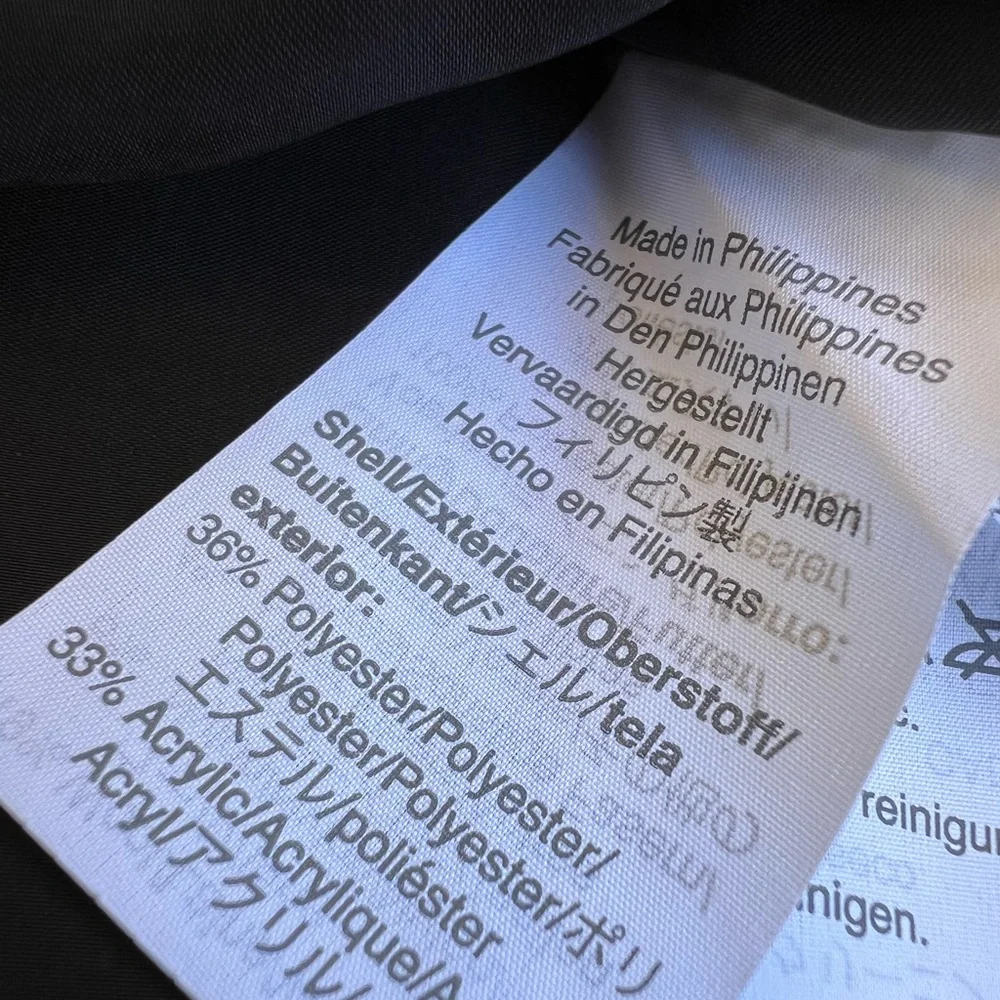 Made in Philippines
Fabriqué aux Philippines
in Den Philippinen
Hergestellt
Vervaardigd in Filipijnen
フィリピン製
Hecho en Filipinas
Shell/Extérieur/Oberstoff/
Buitenkant/シェル/tela
exterior:
36% Polyester/Polyester/
Polyester/Polyester/ポリ
エステル/poliéster
33% Acrylic/Acrylique/A
Acryl/アクリル/
reinigu
nigen.